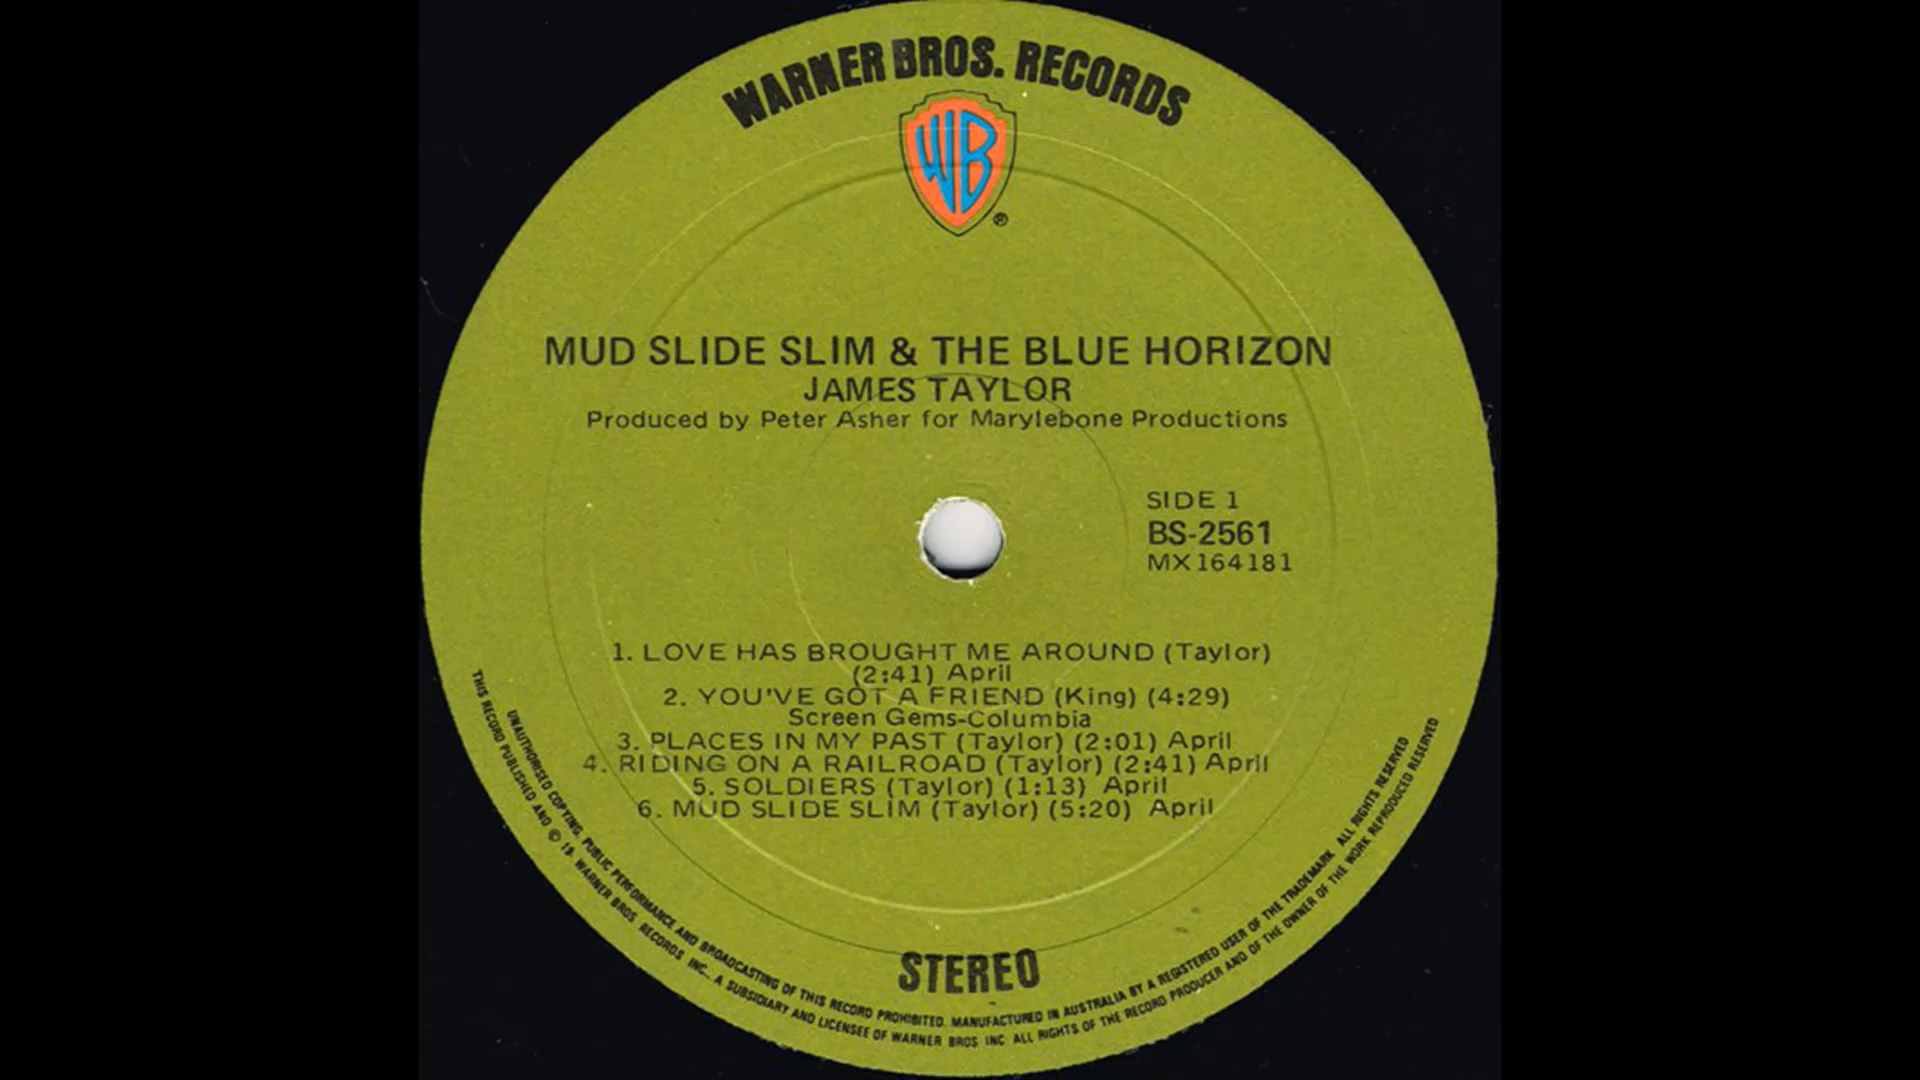 WARNER BROS. RECORDS
WB
®
MUD SLIDE SLIM & THE BLUE HORIZON
JAMES TAYLOR
Produced by Peter Asher for Marylebone Productions
SIDE 1
BS-2561
MX164181
1. LOVE HAS BROUGHT ME AROUND (Taylor)
(2:41) April
2. YOU'VE GOT A FRIEND (King) (4:29)
Screen Gems-Columbia
3. PLACES IN MY PAST (Taylor) (2:01) April
4. RIDING ON A RAILROAD (Taylor) (2:41) April
5. SOLDIERS (Taylor) (1:13) April
6. MUD SLIDE SLIM (Taylor) (5:20) April
STEREO
UNAUTHORISED COPYING, PUBLIC PERFORMANCE AND BROADCASTING OF THIS RECORD PROHIBITED. MANUFACTURED IN AUSTRALIA BY A REGISTERED USER OF THE TRADEMARK ALL RIGHTS RESERVED
THIS RECORD PUBLISHED AND © 19- WARNER BROS RECORDS INC., A SUBSIDIARY AND LICENSEE OF WARNER BROS INC ALL RIGHTS OF THE RECORD PRODUCER AND OF THE OWNER OF THE WORK REPRODUCED RESERVED